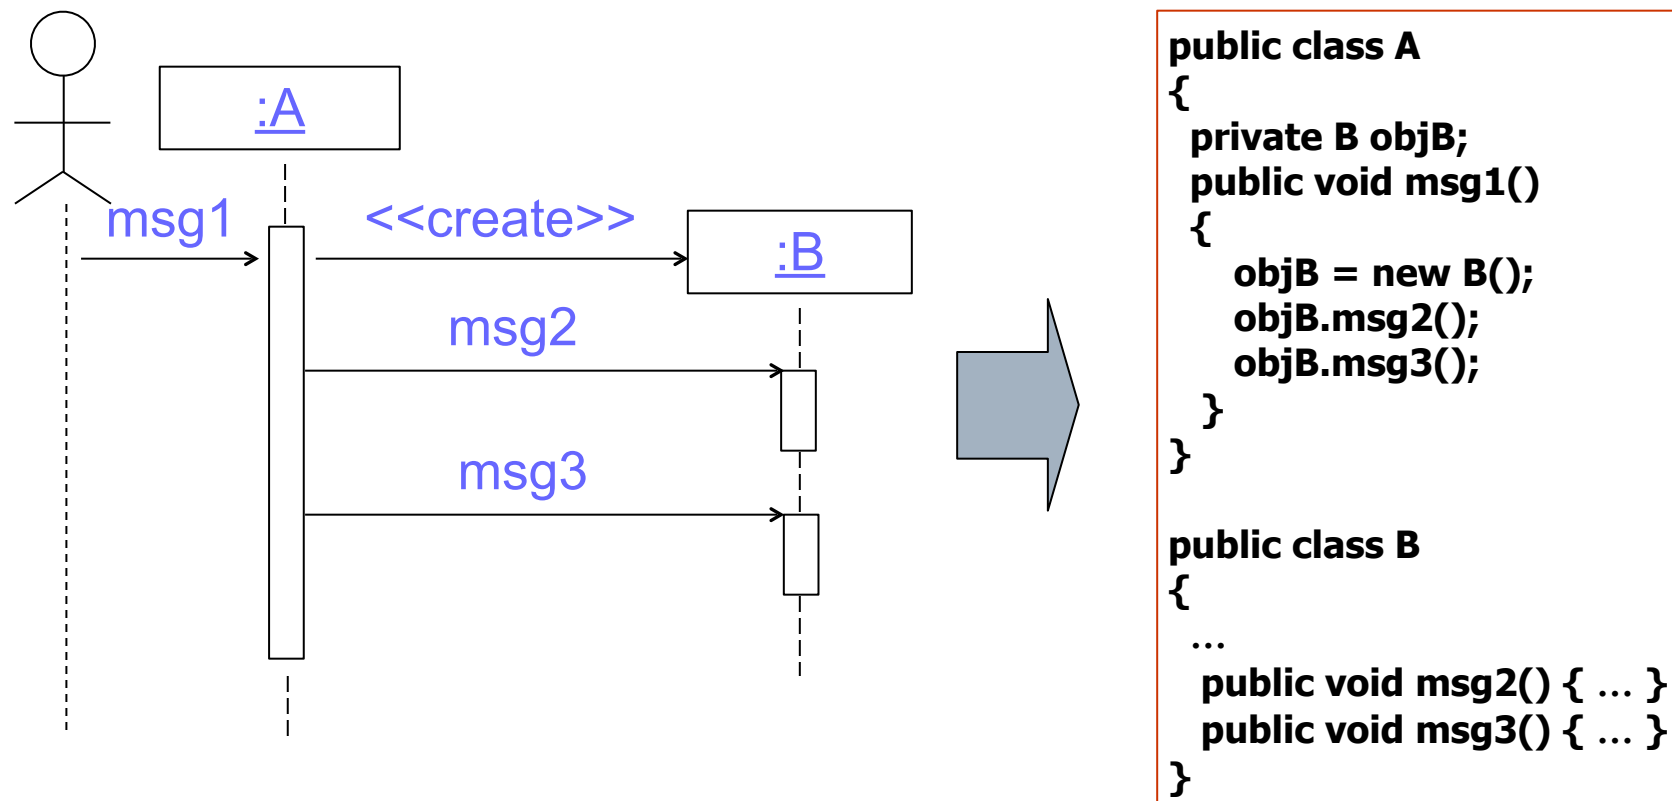 :A
msg1
<<create>>
:B
msg2
msg3
public class A
{
private B objB;
public void msg1()
{
objB = new B();
objB.msg2();
objB.msg3();
}
}
public class B
{
…
public void msg2() { … }
public void msg3() { … }
}